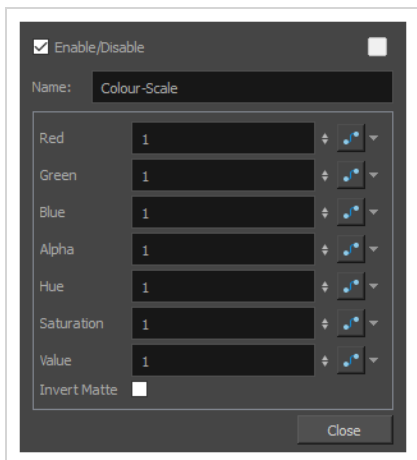 Enable/Disable
Name: Colour-Scale
Red 1
Green 1
Blue 1
Alpha 1
Hue 1
Saturation 1
Value 1
Invert Matte
Close